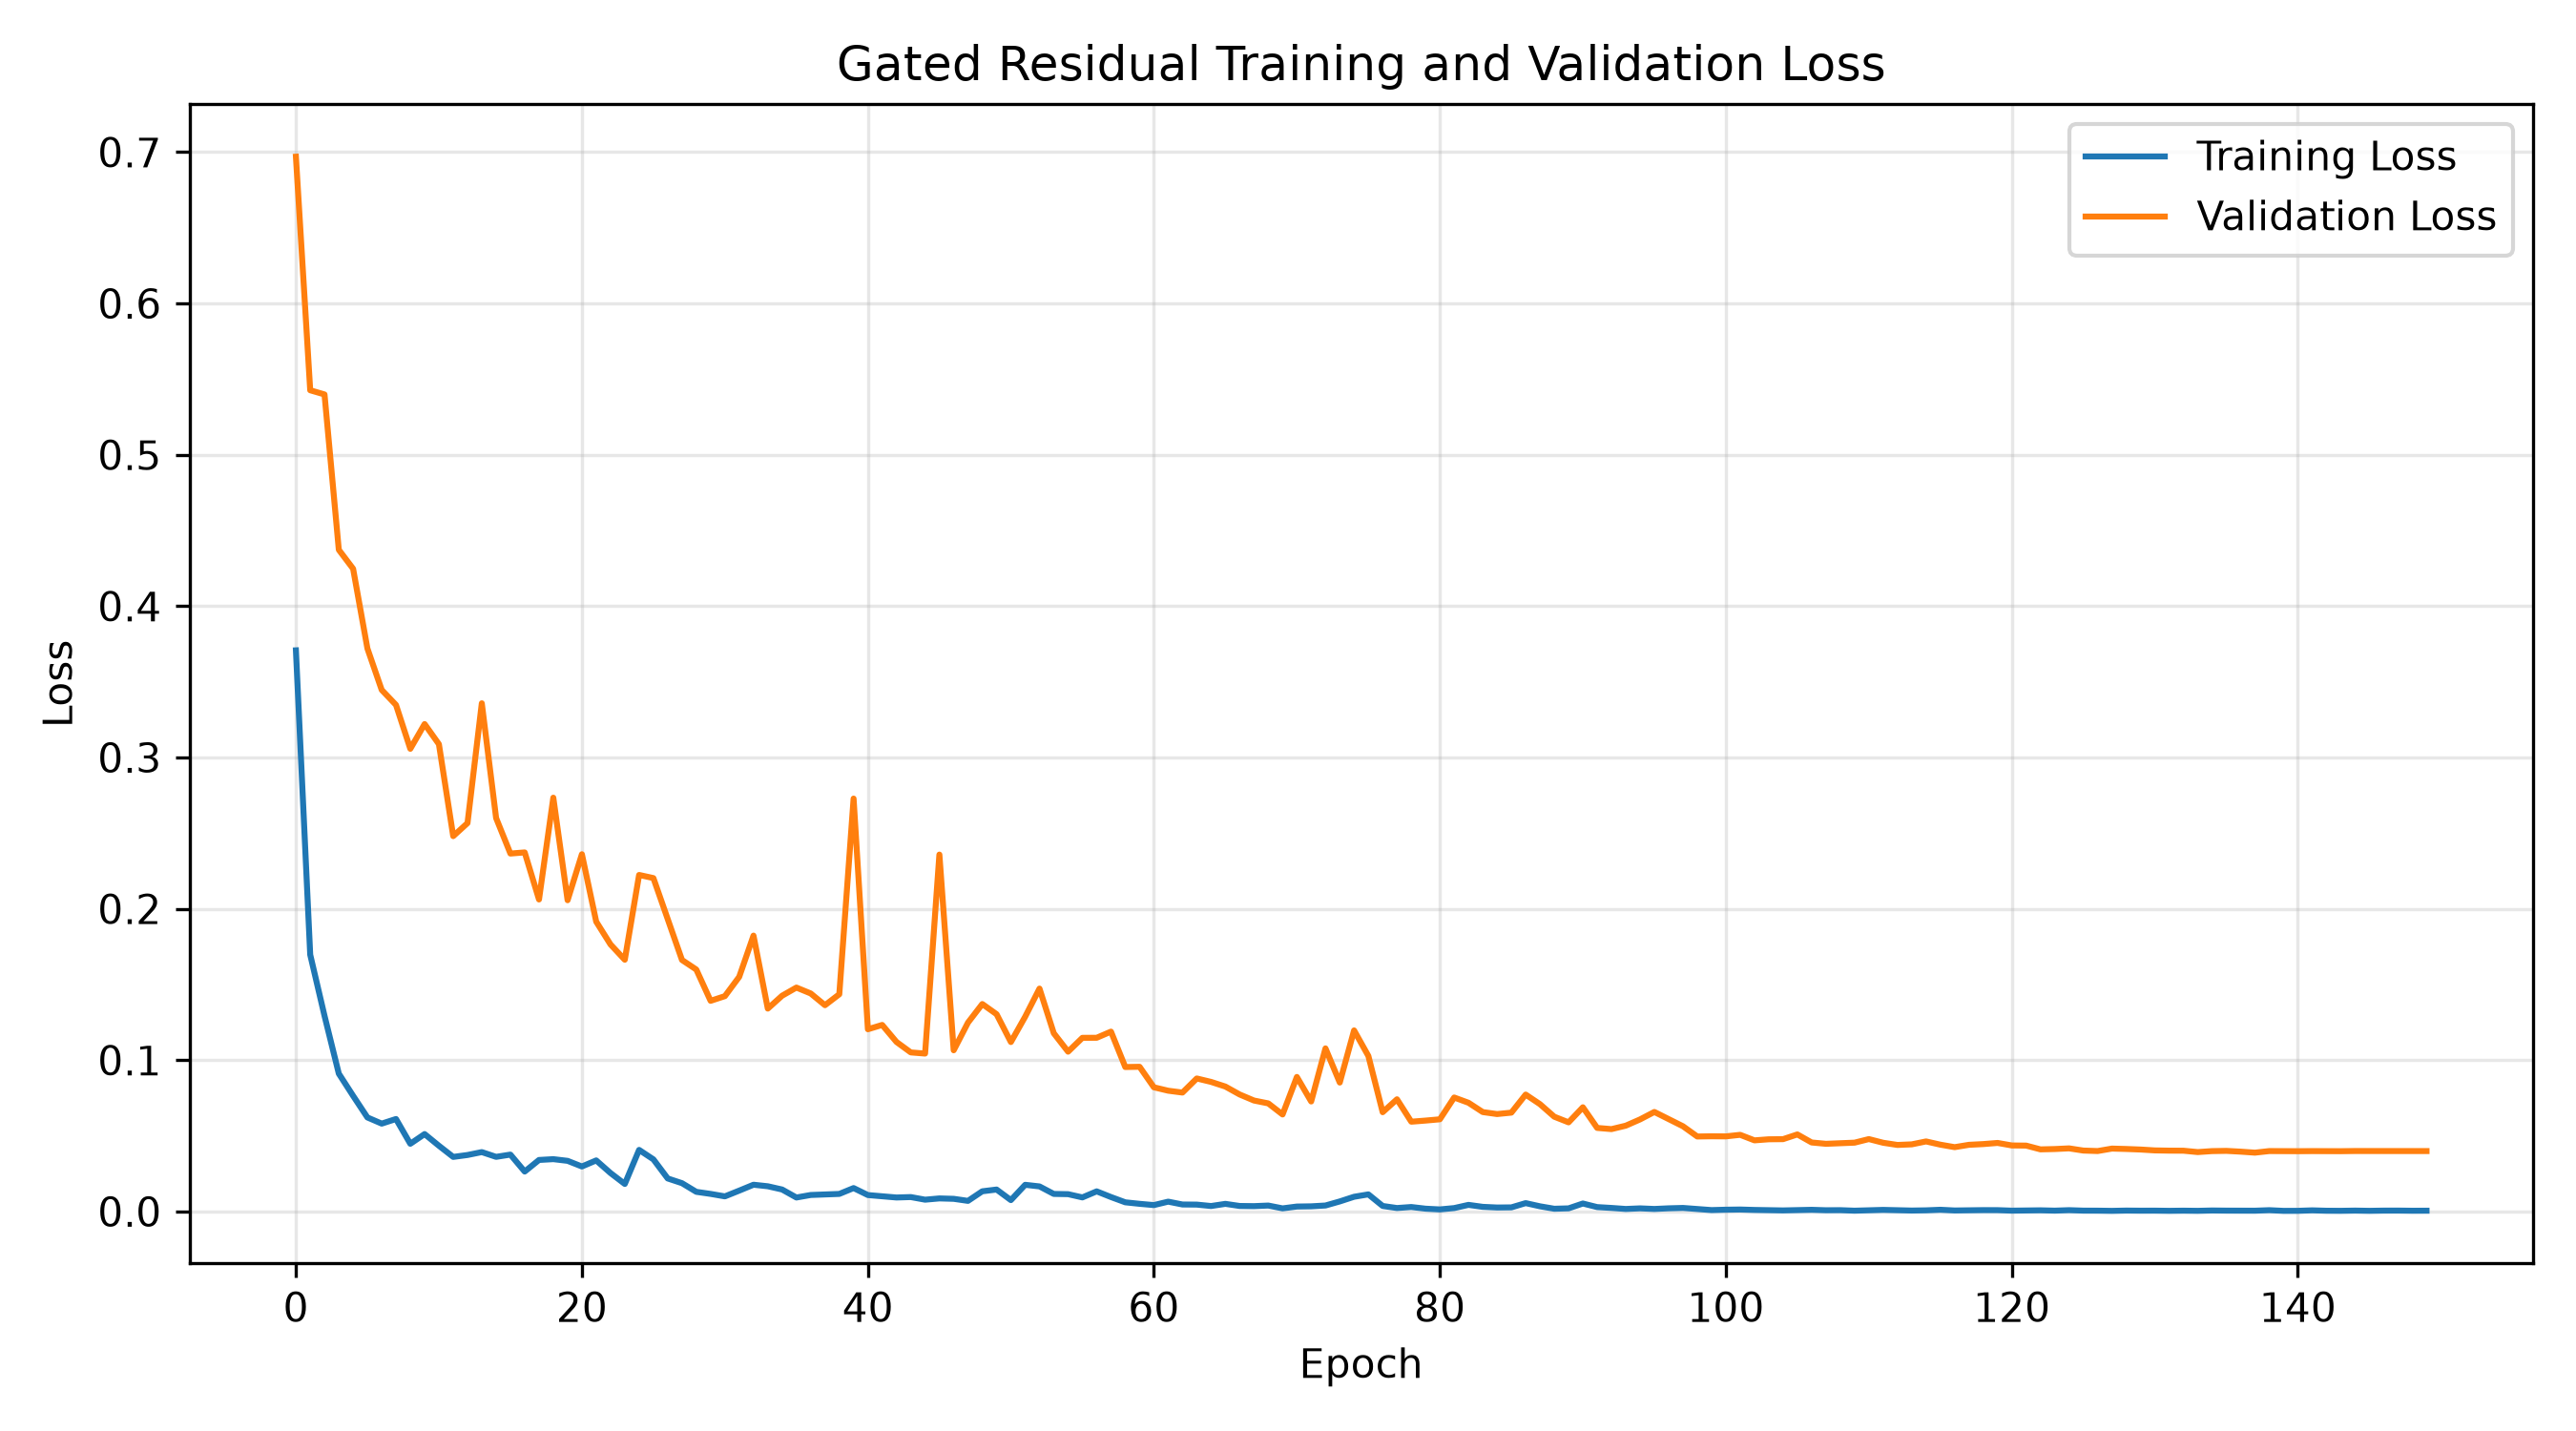 Gated Residual Training and Validation Loss
Training Loss
Validation Loss
0.7
0.6
0.5
0.4
0.3
0.2
0.1
0.0
Loss
0 20 40 60 80 100 120 140
Epoch